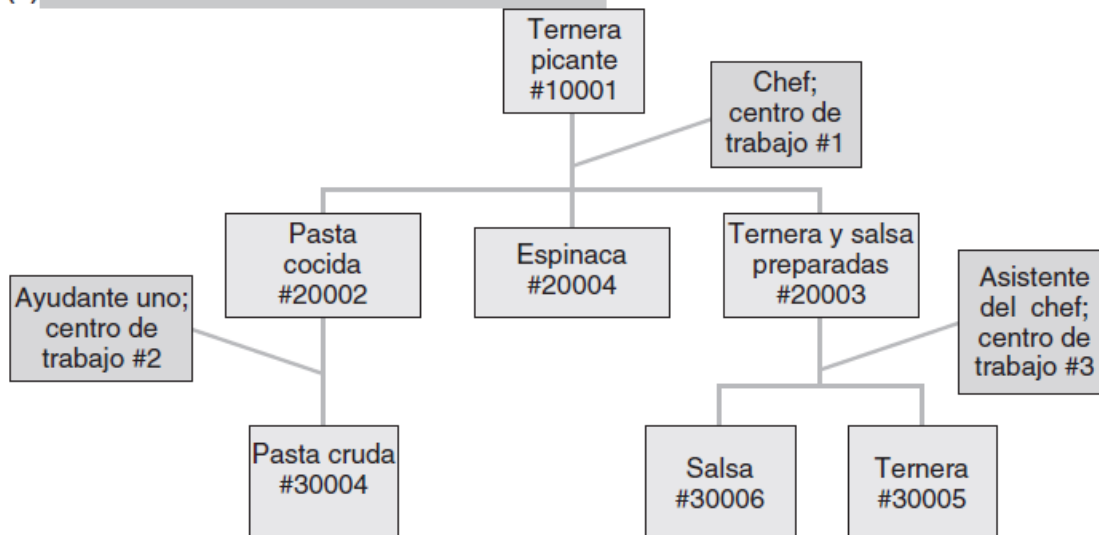 Ternera
picante
#10001
Chef;
centro de
trabajo #1
Pasta
cocida
#20002
Espinaca
#20004
Ternera y salsa
preparadas
#20003
Ayudante uno;
centro de
trabajo #2
Asistente
del chef;
centro de
trabajo #3
Pasta cruda
#30004
Salsa
#30006
Ternera
#30005